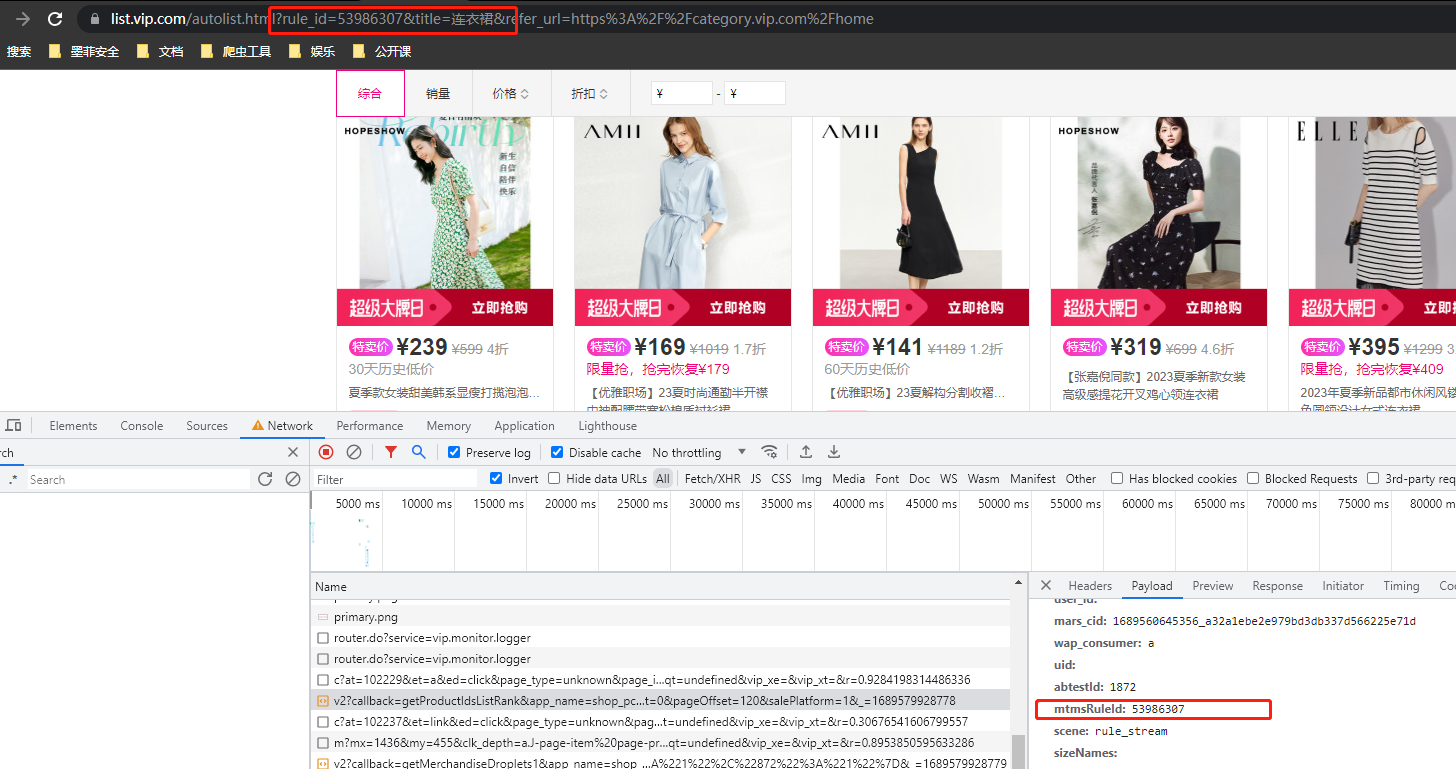 list.vip.com/autolist.html?rule_id=53986307&title=连衣裙&refer_url=https%3A%2F%2Fcategory.vip.com%2Fhome
搜索 墨菲安全 文档 爬虫工具 娱乐 公开课
综合 销量 价格 折扣 ¥ - ¥
Rebirth
HOPESHOW AMII AMII HOPESHOW ELLE
新生
自信
陪伴
快乐
超级大牌日 立即抢购 超级大牌日 立即抢购 超级大牌日 立即抢购 超级大牌日 立即抢购 超级大牌日 立即抢
特卖价 ¥239 ¥599 4折 特卖价 ¥169 ¥1019 1.7折 特卖价 ¥141 ¥1189 1.2折 特卖价 ¥319 ¥699 4.6折 特卖价 ¥395 ¥1299 3.
30天历史低价 限量抢，抢完恢复¥179 60天历史低价 【张嘉倪同款】2023夏季新款女装 限量抢，抢完恢复¥409
夏季款女装甜美韩系显瘦打揽泡泡... 【优雅职场】23夏时尚通勤半开襟 【优雅职场】23夏解构分割收褶... 高级感提花开叉鸡心领连衣裙 2023年夏季新品都市休闲风
Elements Console Sources Network Performance Memory Application Lighthouse
rch Preserve log Disable cache No throttling
.* Search Filter Invert Hide data URLs All Fetch/XHR JS CSS Img Media Font Doc WS Wasm Manifest Other Has blocked cookies Blocked Requests 3rd-party req
5000 ms 10000 ms 15000 ms 20000 ms 25000 ms 30000 ms 35000 ms 40000 ms 45000 ms 50000 ms 55000 ms 60000 ms 65000 ms 70000 ms 75000 ms 80000 m
Name Headers Payload Preview Response Initiator Timing Coo
user_id:
primary.png
mars_cid: 1689560645356_a32a1ebe2e979bd3db337d566225e71d
router.do?service=vip.monitor.logger
wap_consumer: a
router.do?service=vip.monitor.logger
uid:
c?at=102229&et=a&ed=click&page_type=unknown&page_i...qt=undefined&vip_xe=&vip_xt=&r=0.9284198314486336
abtestId: 1872
v2?callback=getProductIdsListRank&app_name=shop_pc...t=0&pageOffset=120&salePlatform=1&_=1689579928778
mtmsRuleId: 53986307
c?at=102237&et=link&ed=click&page_type=unknown&pag...t=undefined&vip_xe=&vip_xt=&r=0.30676541606799557
scene: rule_stream
m?mx=1436&my=455&clk_depth=a.J-page-item%20page-pr...qt=undefined&vip_xe=&vip_xt=&r=0.8953850595633286
sizeNames:
v2?callback=getMerchandiseDroplets1&app_name=shop_...A%221%22%2C%22872%22%3A%221%22%7D&_=1689579928779